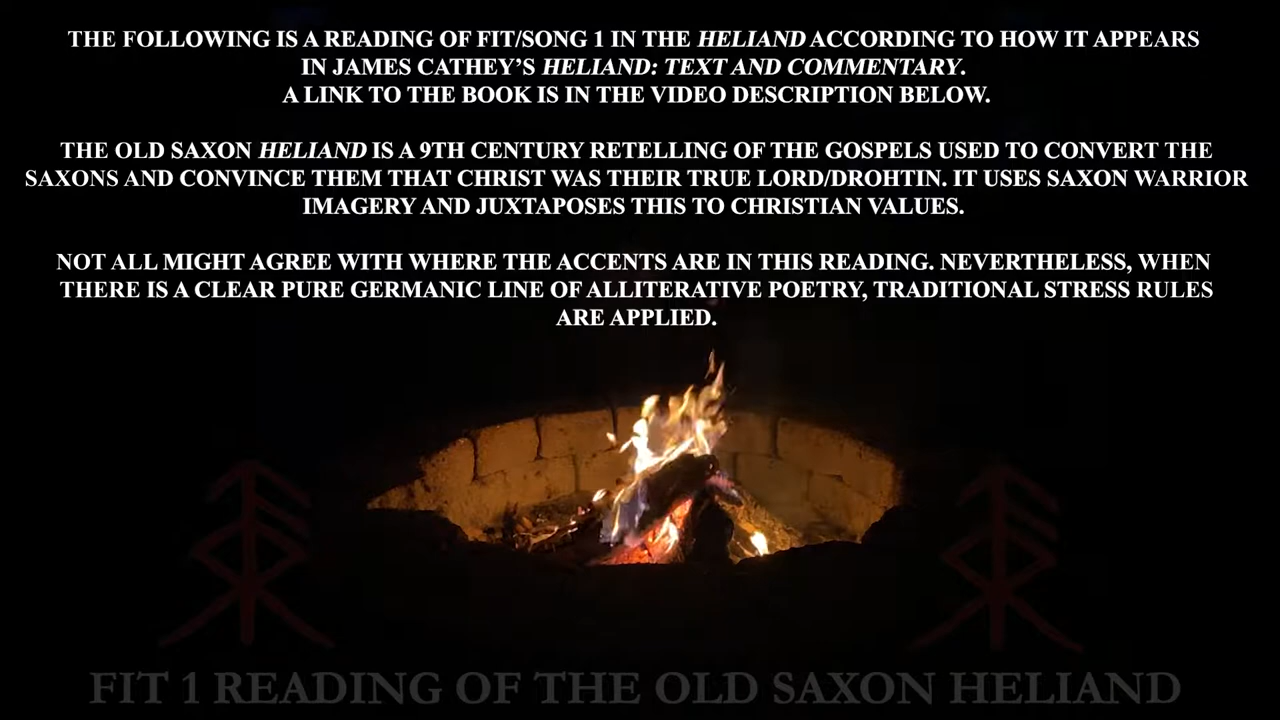 THE FOLLOWING IS A READING OF FIT/SONG 1 IN THE HELIAND ACCORDING TO HOW IT APPEARS
IN JAMES CATHEY'S HELIAND: TEXT AND COMMENTARY.
A LINK TO THE BOOK IS IN THE VIDEO DESCRIPTION BELOW.
THE OLD SAXON HELIAND IS A 9TH CENTURY RETELLING OF THE GOSPELS USED TO CONVERT THE
SAXONS AND CONVINCE THEM THAT CHRIST WAS THEIR TRUE LORD/DROHTIN. IT USES SAXON WARRIOR
IMAGERY AND JUXTAPOSES THIS TO CHRISTIAN VALUES.
NOT ALL MIGHT AGREE WITH WHERE THE ACCENTS ARE IN THIS READING. NEVERTHELESS, WHEN
THERE IS A CLEAR PURE GERMANIC LINE OF ALLITERATIVE POETRY, TRADITIONAL STRESS RULES
ARE APPLIED.
FIT 1 READING OF THE OLD SAXON HELIAND